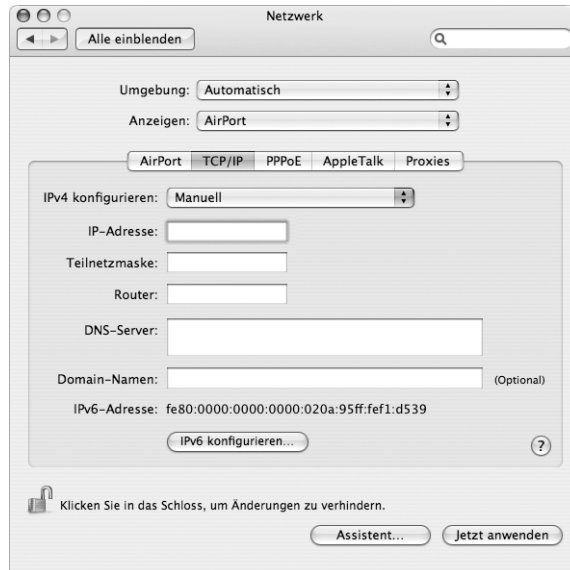 Netzwerk
Alle einblenden
Umgebung: Automatisch
Anzeigen: AirPort
AirPort TCP/IP PPPoE AppleTalk Proxies
IPv4 konfigurieren: Manuell
IP-Adresse:
Teilnetzmaske:
Router:
DNS-Server:
Domain-Namen: (Optional)
IPv6-Adresse: fe80:0000:0000:0000:020a:95ff:fef1:d539
IPv6 konfigurieren... ?
Klicken Sie in das Schloss, um Änderungen zu verhindern.
Assistent... Jetzt anwenden